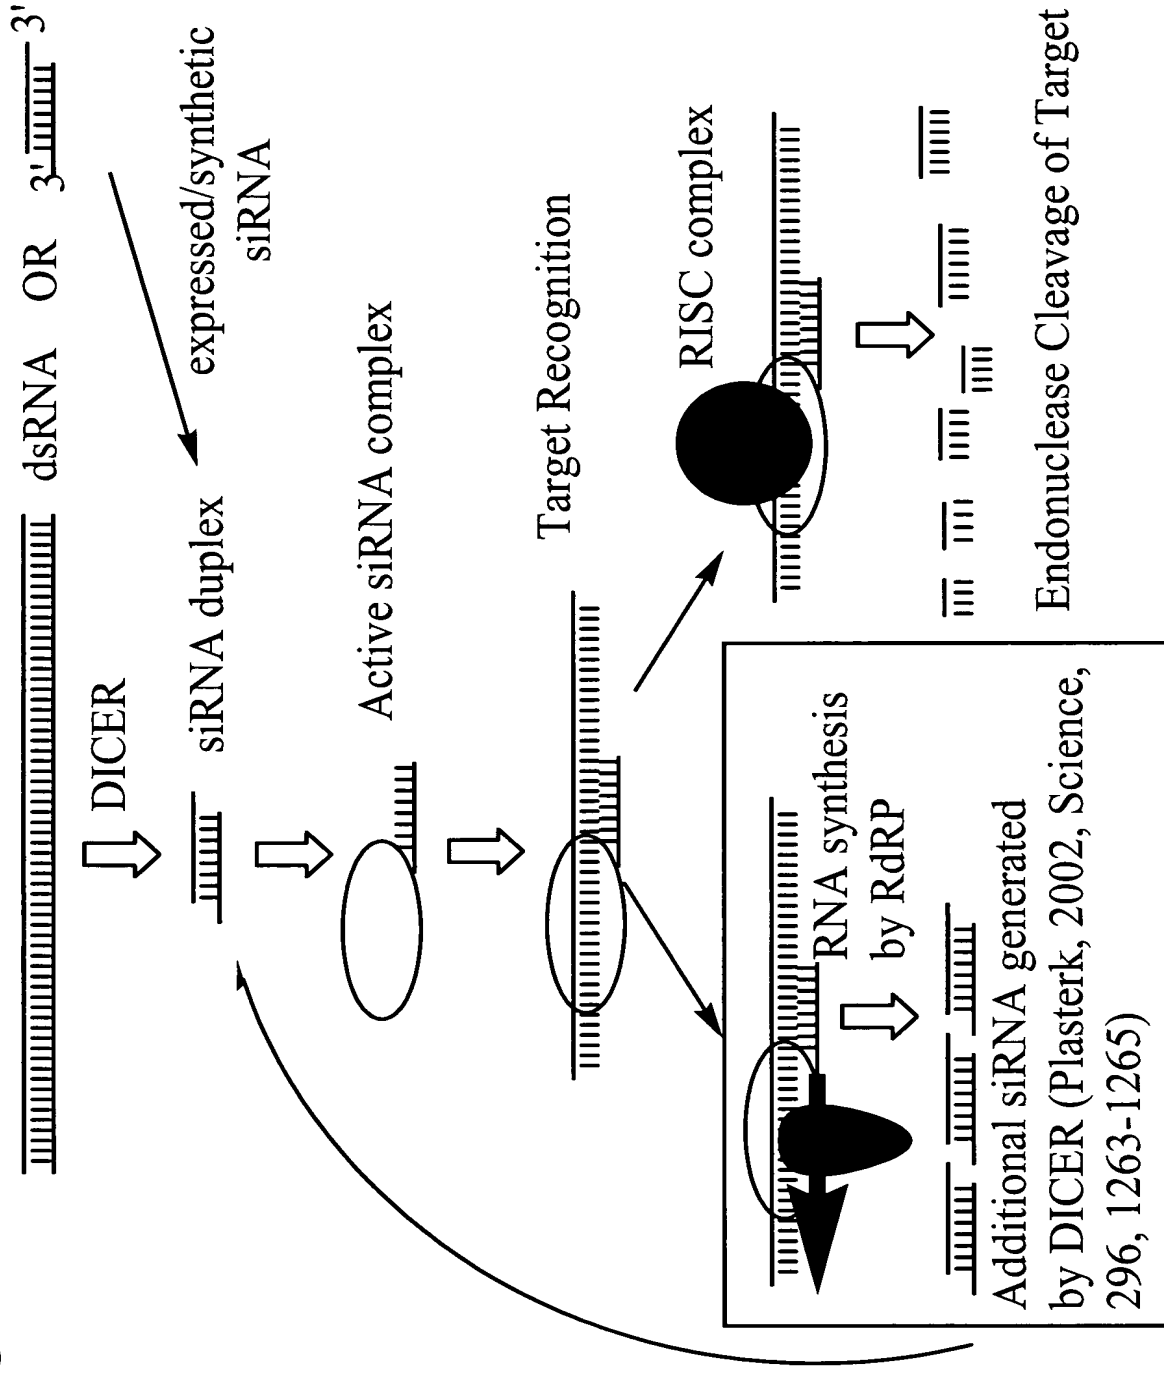 dsRNA OR 3' 3'
DICER
siRNA duplex
expressed/synthetic
siRNA
Active siRNA complex
Target Recognition
RISC complex
RNA synthesis
by RdRP
Additional siRNA generated
by DICER (Plasterk, 2002, Science,
296, 1263-1265)
Endonuclease Cleavage of Target